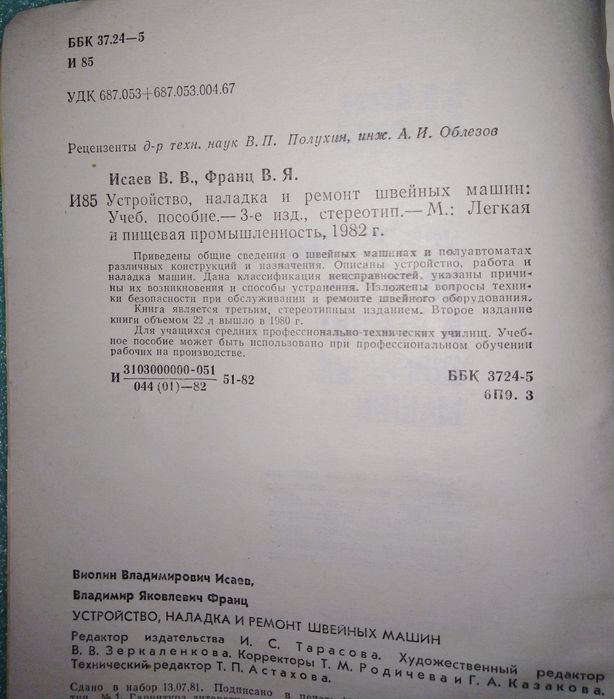 ББК 37.24—5
И 85
УДК 687.053+687.053.004.67
Рецензенты д-р техн. наук В. П. Полухин, инж. А. И. Облезов
Исаев В. В., Франц В. Я.
И85 Устройство, наладка и ремонт швейных машин:
Учеб. пособие.— 3-е изд., стереотип.— М.: Легкая
и пищевая промышленность, 1982 г.
Приведены общие сведения о швейных машинах и полуавтоматах
различных конструкций и назначения. Описаны устройство, работа и
наладка машин. Дана классификация неисправностей, указаны причи-
ны их возникновения и способы устранения. Изложены вопросы техни-
ки безопасности при обслуживании и ремонте швейного оборудования.
Книга является третьим, стереотипным изданием. Второе издание
книги объемом 22 л вышло в 1980 г.
Для учащихся средних профессионально-технических училищ. Учеб-
ное пособие может быть использовано при профессиональном обучении
рабочих на производстве.
И 3103000000-051
044 (01)—82 51-82
ББК 3724-5
6П9. 3
Виолин Владимирович Исаев,
Владимир Яковлевич Франц
УСТРОЙСТВО, НАЛАДКА И РЕМОНТ ШВЕЙНЫХ МАШИН
Редактор издательства И. С. Тарасова. Художественный редактор
В. В. Зеркаленкова. Корректоры Т. М. Родичева и Г. А. Казакова.
Технический редактор Т. П. Астахова.
Сдано в набор 13.07.81. Подписано в